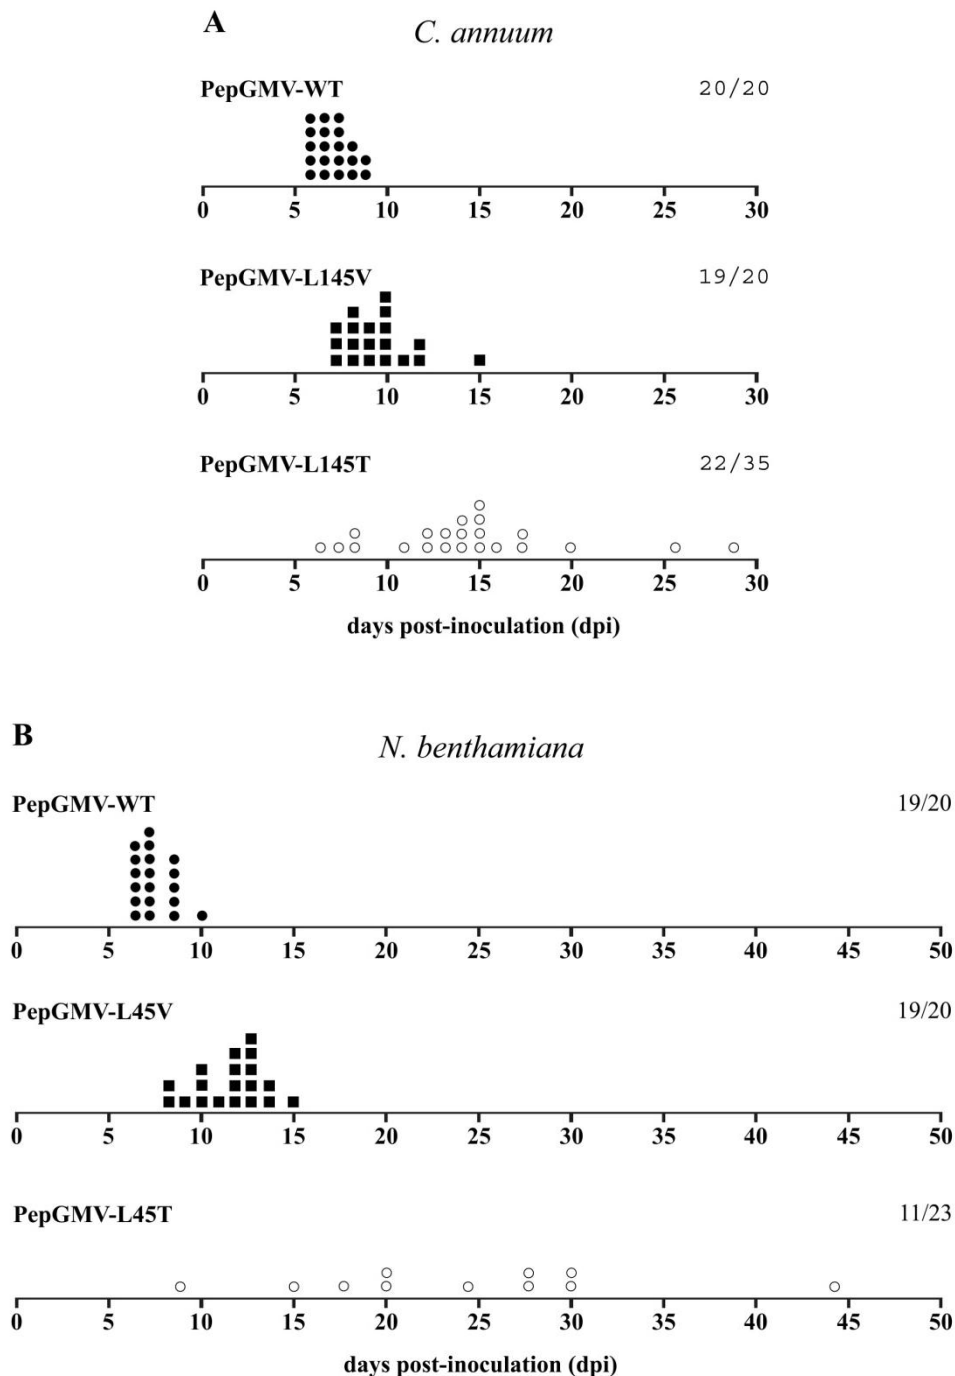 A
C. annuum
PepGMV-WT 20/20
0 5 10 15 20 25 30
PepGMV-L145V 19/20
0 5 10 15 20 25 30
PepGMV-L145T 22/35
0 5 10 15 20 25 30
days post-inoculation (dpi)
B
N. benthamiana
PepGMV-WT 19/20
0 5 10 15 20 25 30 35 40 45 50
PepGMV-L45V 19/20
0 5 10 15 20 25 30 35 40 45 50
PepGMV-L45T 11/23
0 5 10 15 20 25 30 35 40 45 50
days post-inoculation (dpi)